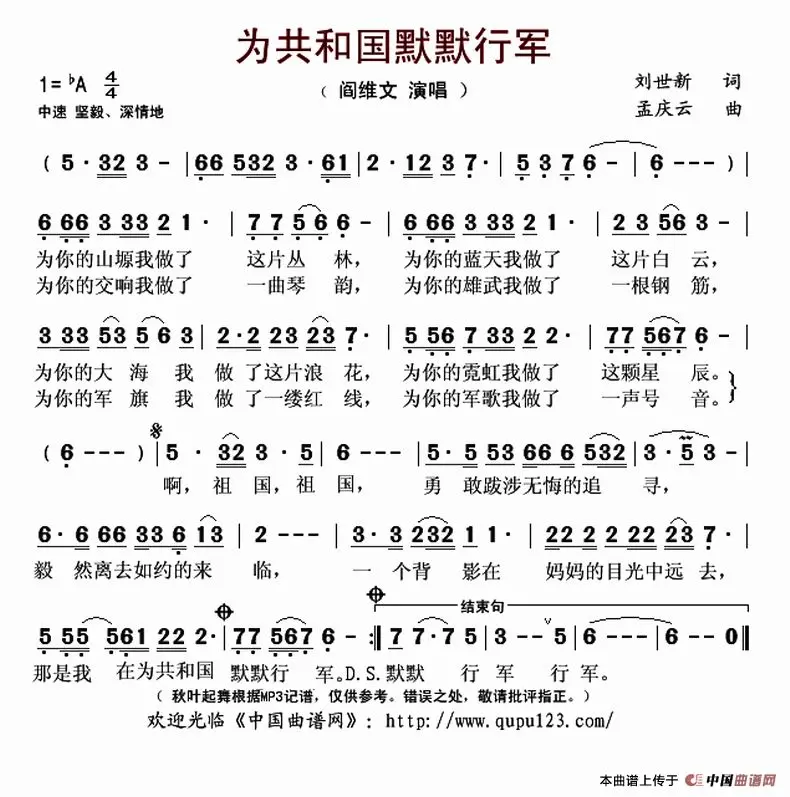 为共和国默默行军
1=♭A 4/4
（ 阎维文 演唱 ）
刘世新 词
中速 坚毅、深情地
孟庆云 曲
( 5· 32 3 - | 66 532 3· 61 | 2· 12 3 7· | 5 3 7 6 - | 6 - - - ) |
6 66 3 33 2 1· | 7 7 5 6 6 - | 6 66 3 33 2 2· | 2 3 56 3 - |
为你的山塬我做了 这片丛 林， 为你的蓝天我做了 这片白 云，
为你的交响我做了 一曲琴 韵， 为你的雄武我做了 一根钢 筋，
3 33 53 56 3 | 2·2 23 23 7· | 5 56 7 33 2 2· | 77 567 6 - |
为你的大 海 我 做 了这片浪 花， 为你的霓虹我做了 这颗星 辰。
为你的军 旗 我 做 了一缕红 线， 为你的军歌我做了 一声号 音。
( 6 - - - ) | 5 · 32 3 · 5 | 6 - - - | 5· 5 53 66 6 532 | 3· 5 3 - |
啊， 祖 国，祖 国， 勇 敢跋涉无悔的追 寻，
6· 6 66 33 6 13 | 2 - - - | 3· 3 232 1 1· | 22 2 22 23 7· |
毅 然离去如约的来 临， 一 个背 影在 妈妈的目光中远 去，
结束句
5 55 561 22 2· | 77 567 6 - :| 7 77·5 | 3 - - 5 | 6 - - - | 6 - - 0 ‖
那是我 在为共和国 默默行 军。D.S.默默 行 军 行 军。
（ 秋叶起舞根据MP3记谱，仅供参考。错误之处，敬请批评指正。）
欢迎光临《中国曲谱网》：http://www.qupu123.com/
本曲谱上传于 中国曲谱网